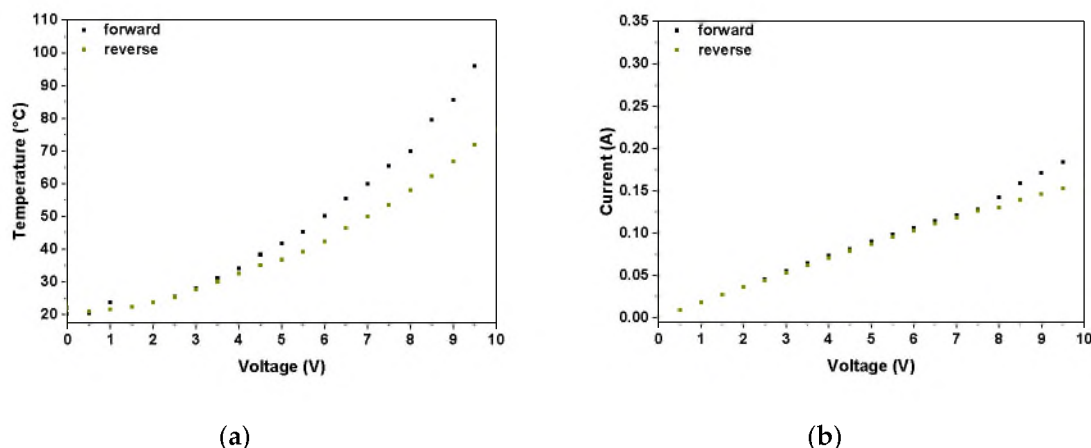 110
100
90
80
70
60
50
40
30
20
Temperature (°C)
forward
reverse
0 1 2 3 4 5 6 7 8 9 10
Voltage (V)
(a)
0.35
0.30
0.25
0.20
0.15
0.10
0.05
0.00
Current (A)
forward
reverse
0 1 2 3 4 5 6 7 8 9 10
Voltage (V)
(b)